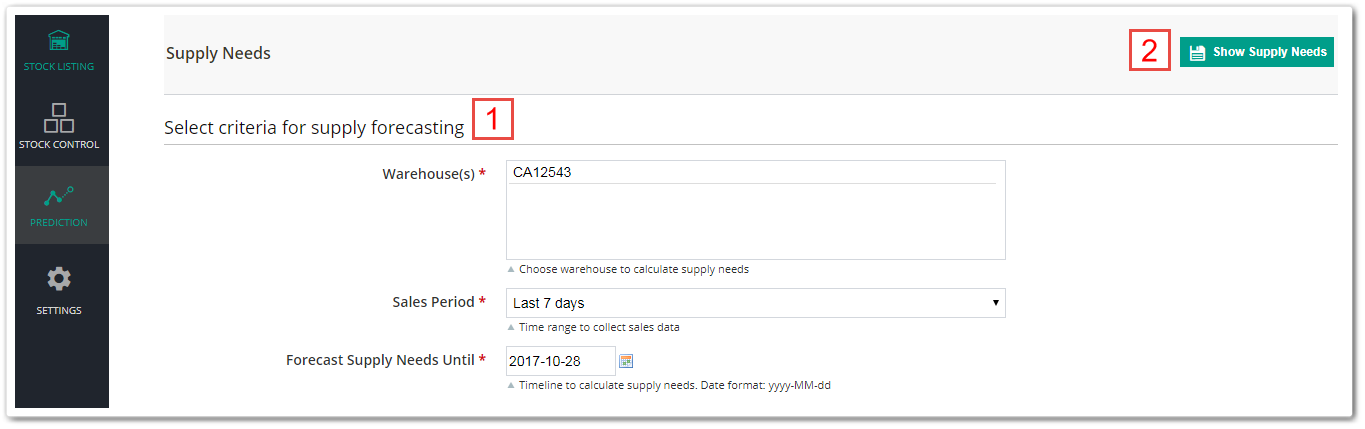 STOCK LISTING
STOCK CONTROL
PREDICTION
SETTINGS
Supply Needs
2
Show Supply Needs
Select criteria for supply forecasting
1
Warehouse(s) *
CA12543
Choose warehouse to calculate supply needs
Sales Period *
Last 7 days
Time range to collect sales data
Forecast Supply Needs Until *
2017-10-28
Timeline to calculate supply needs. Date format: yyyy-MM-dd